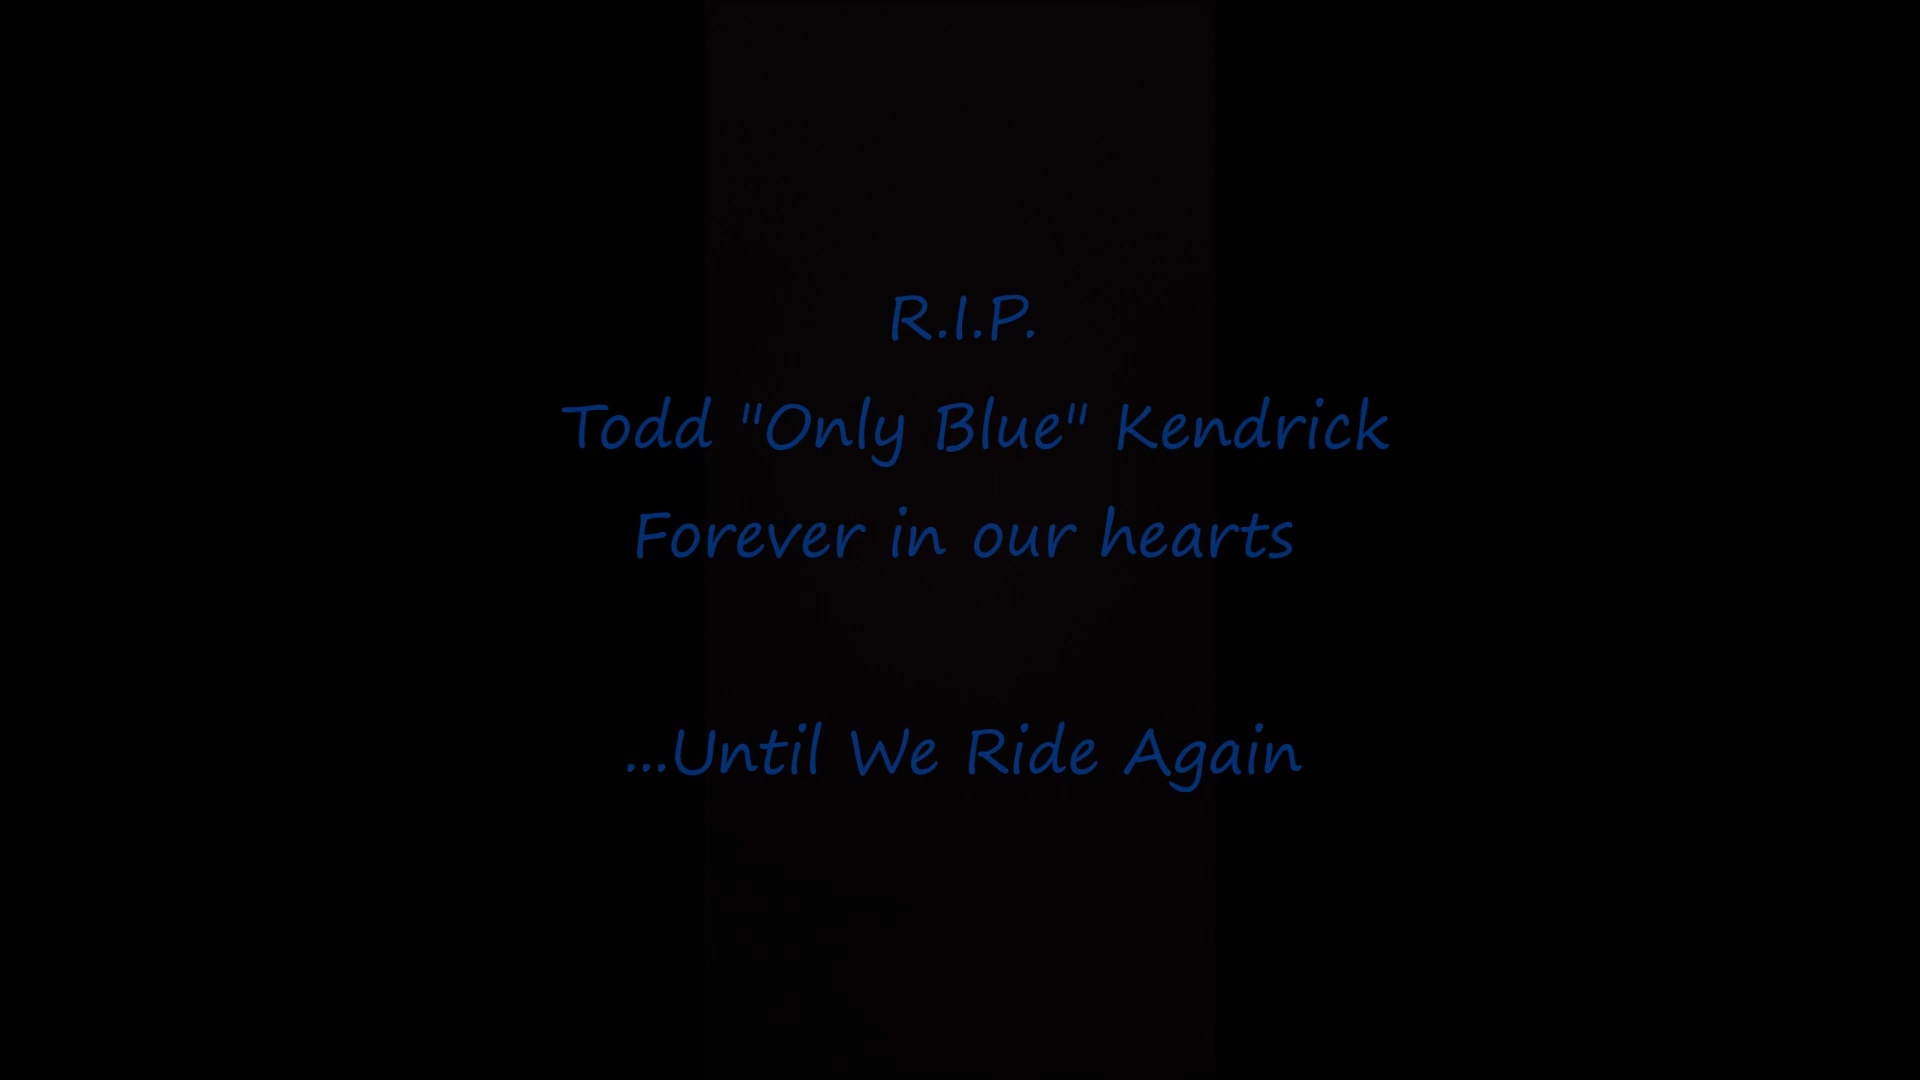 R.I.P.
Todd "Only Blue" Kendrick
Forever in our hearts
...Until We Ride Again